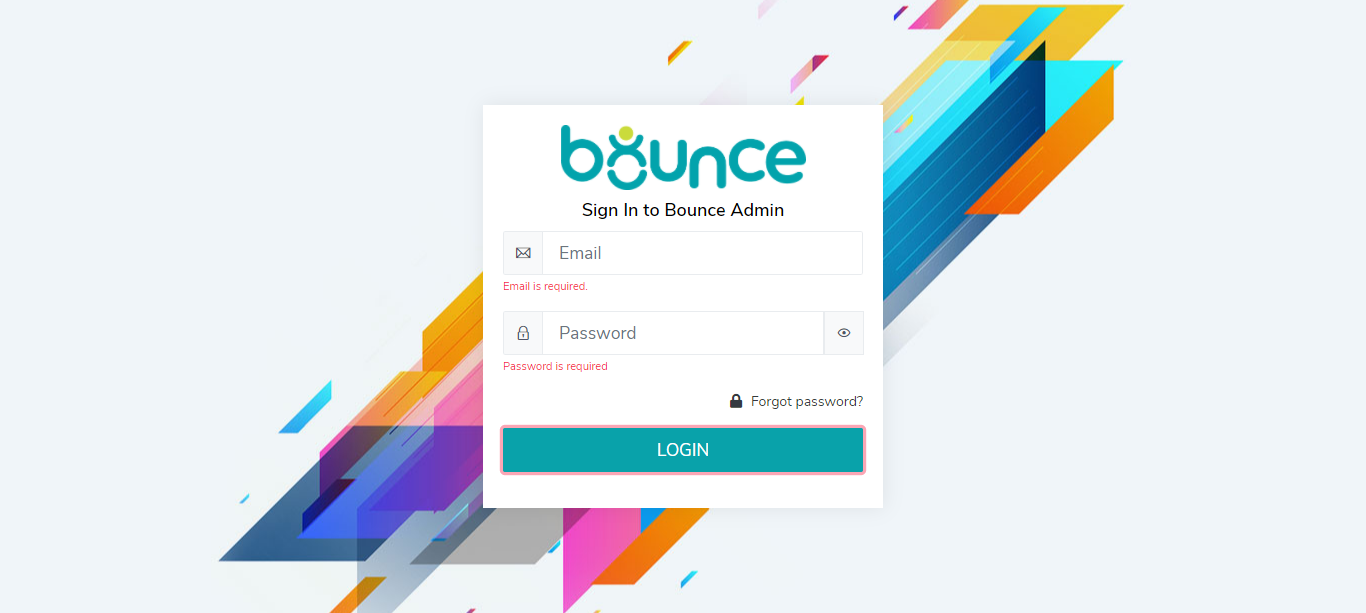 bounce
Sign In to Bounce Admin
Email
Email is required.
Password
Password is required
Forgot password?
LOGIN